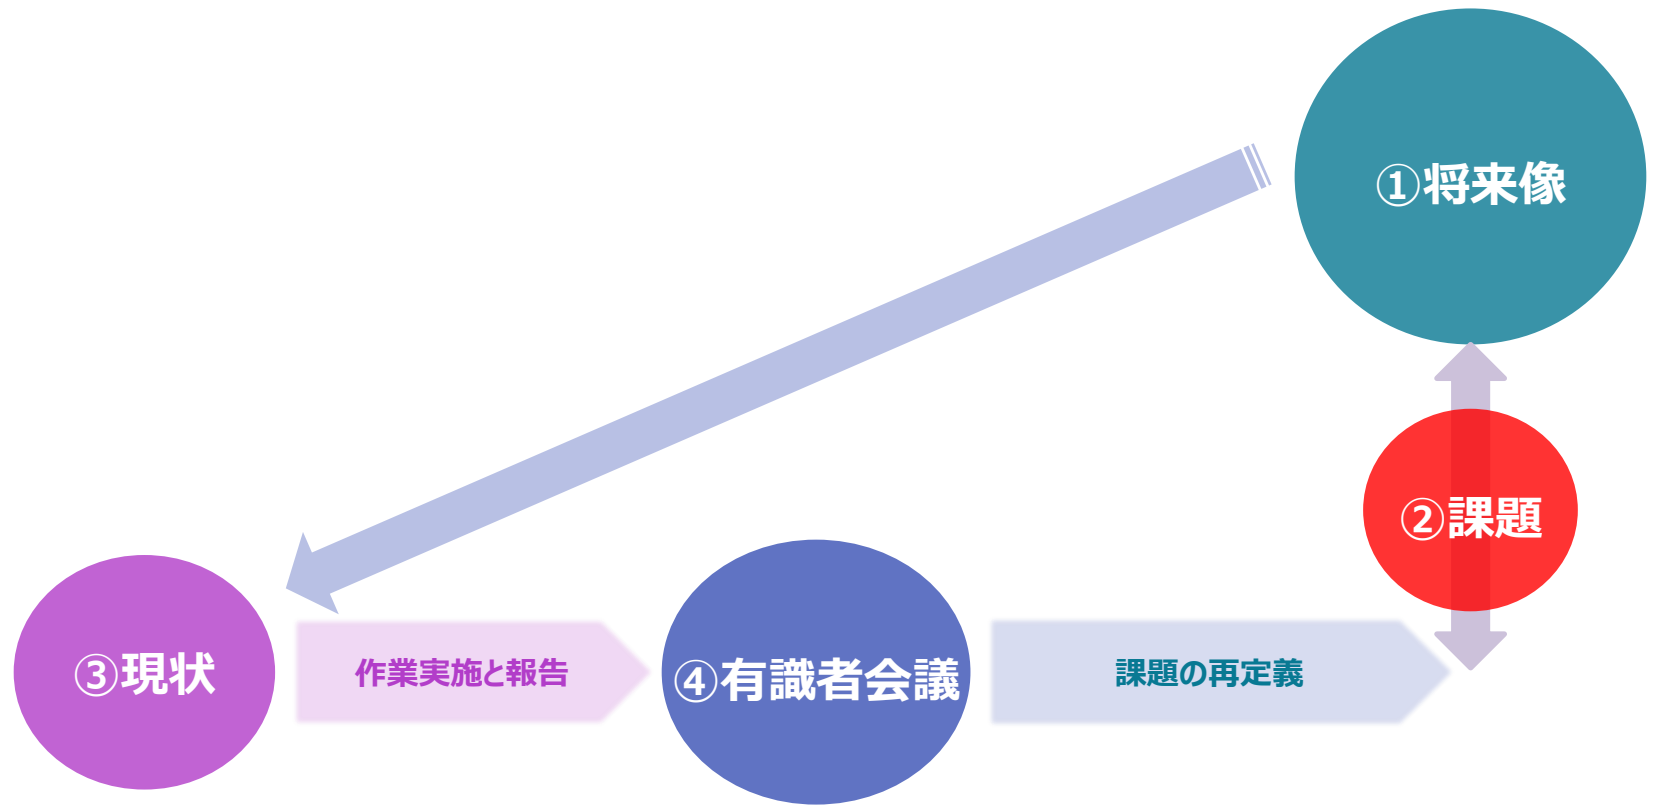 ①将来像
②課題
③現状
作業実施と報告
④有識者会議
課題の再定義